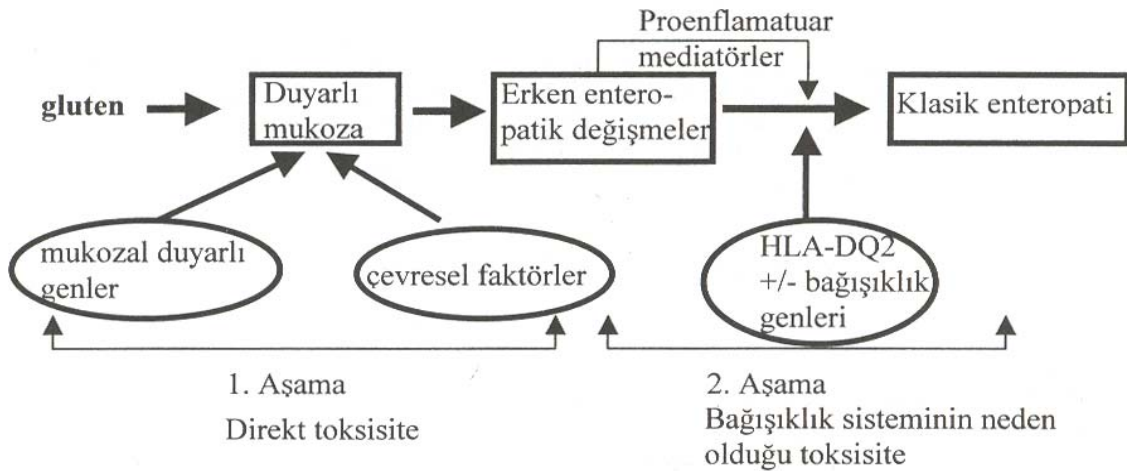 Proenflamatuar
mediatörler
gluten
Duyarlı
mukoza
Erken entero-
patik değişmeler
Klasik enteropati
mukozal duyarlı
genler
çevresel faktörler
HLA-DQ2
+/- bağışıklık
genleri
1. Aşama
Direkt toksisite
2. Aşama
Bağışıklık sisteminin neden
olduğu toksisite